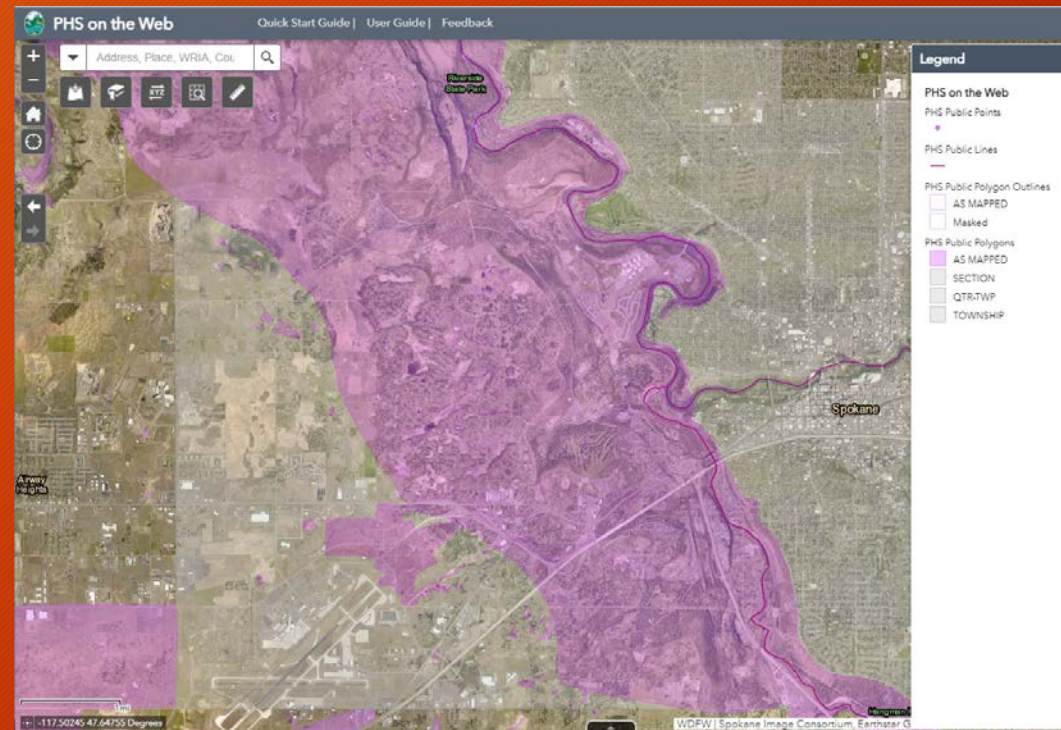 PHS on the Web
Quick Start Guide | User Guide | Feedback
+
Address, Place, WRIA, Cou
−
XYZ
Riverside
State Park
Spokane
Airway
Heights
1mi
-117.50245 47.64755 Degrees
WDFW | Spokane Image Consortium, Earthstar G
Legend
PHS on the Web
PHS Public Points
PHS Public Lines
PHS Public Polygon Outlines
AS MAPPED
Masked
PHS Public Polygons
AS MAPPED
SECTION
QTR-TWP
TOWNSHIP